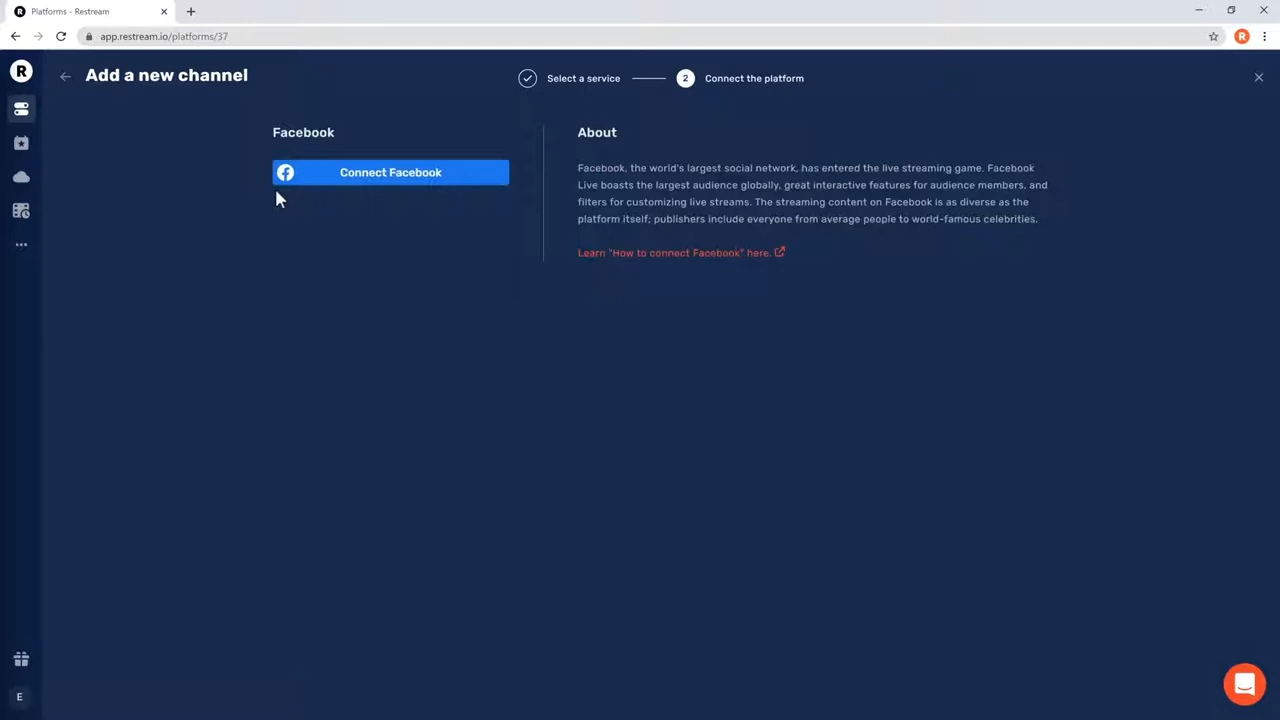 R
Platforms - Restream
app.restream.io/platforms/37
R
R
Add a new channel
Select a service
2
Connect the platform
Facebook
Connect Facebook
About
Facebook, the world's largest social network, has entered the live streaming game. Facebook
Live boasts the largest audience globally, great interactive features for audience members, and
filters for customizing live streams. The streaming content on Facebook is as diverse as the
platform itself; publishers include everyone from average people to world-famous celebrities.
Learn "How to connect Facebook" here.
E